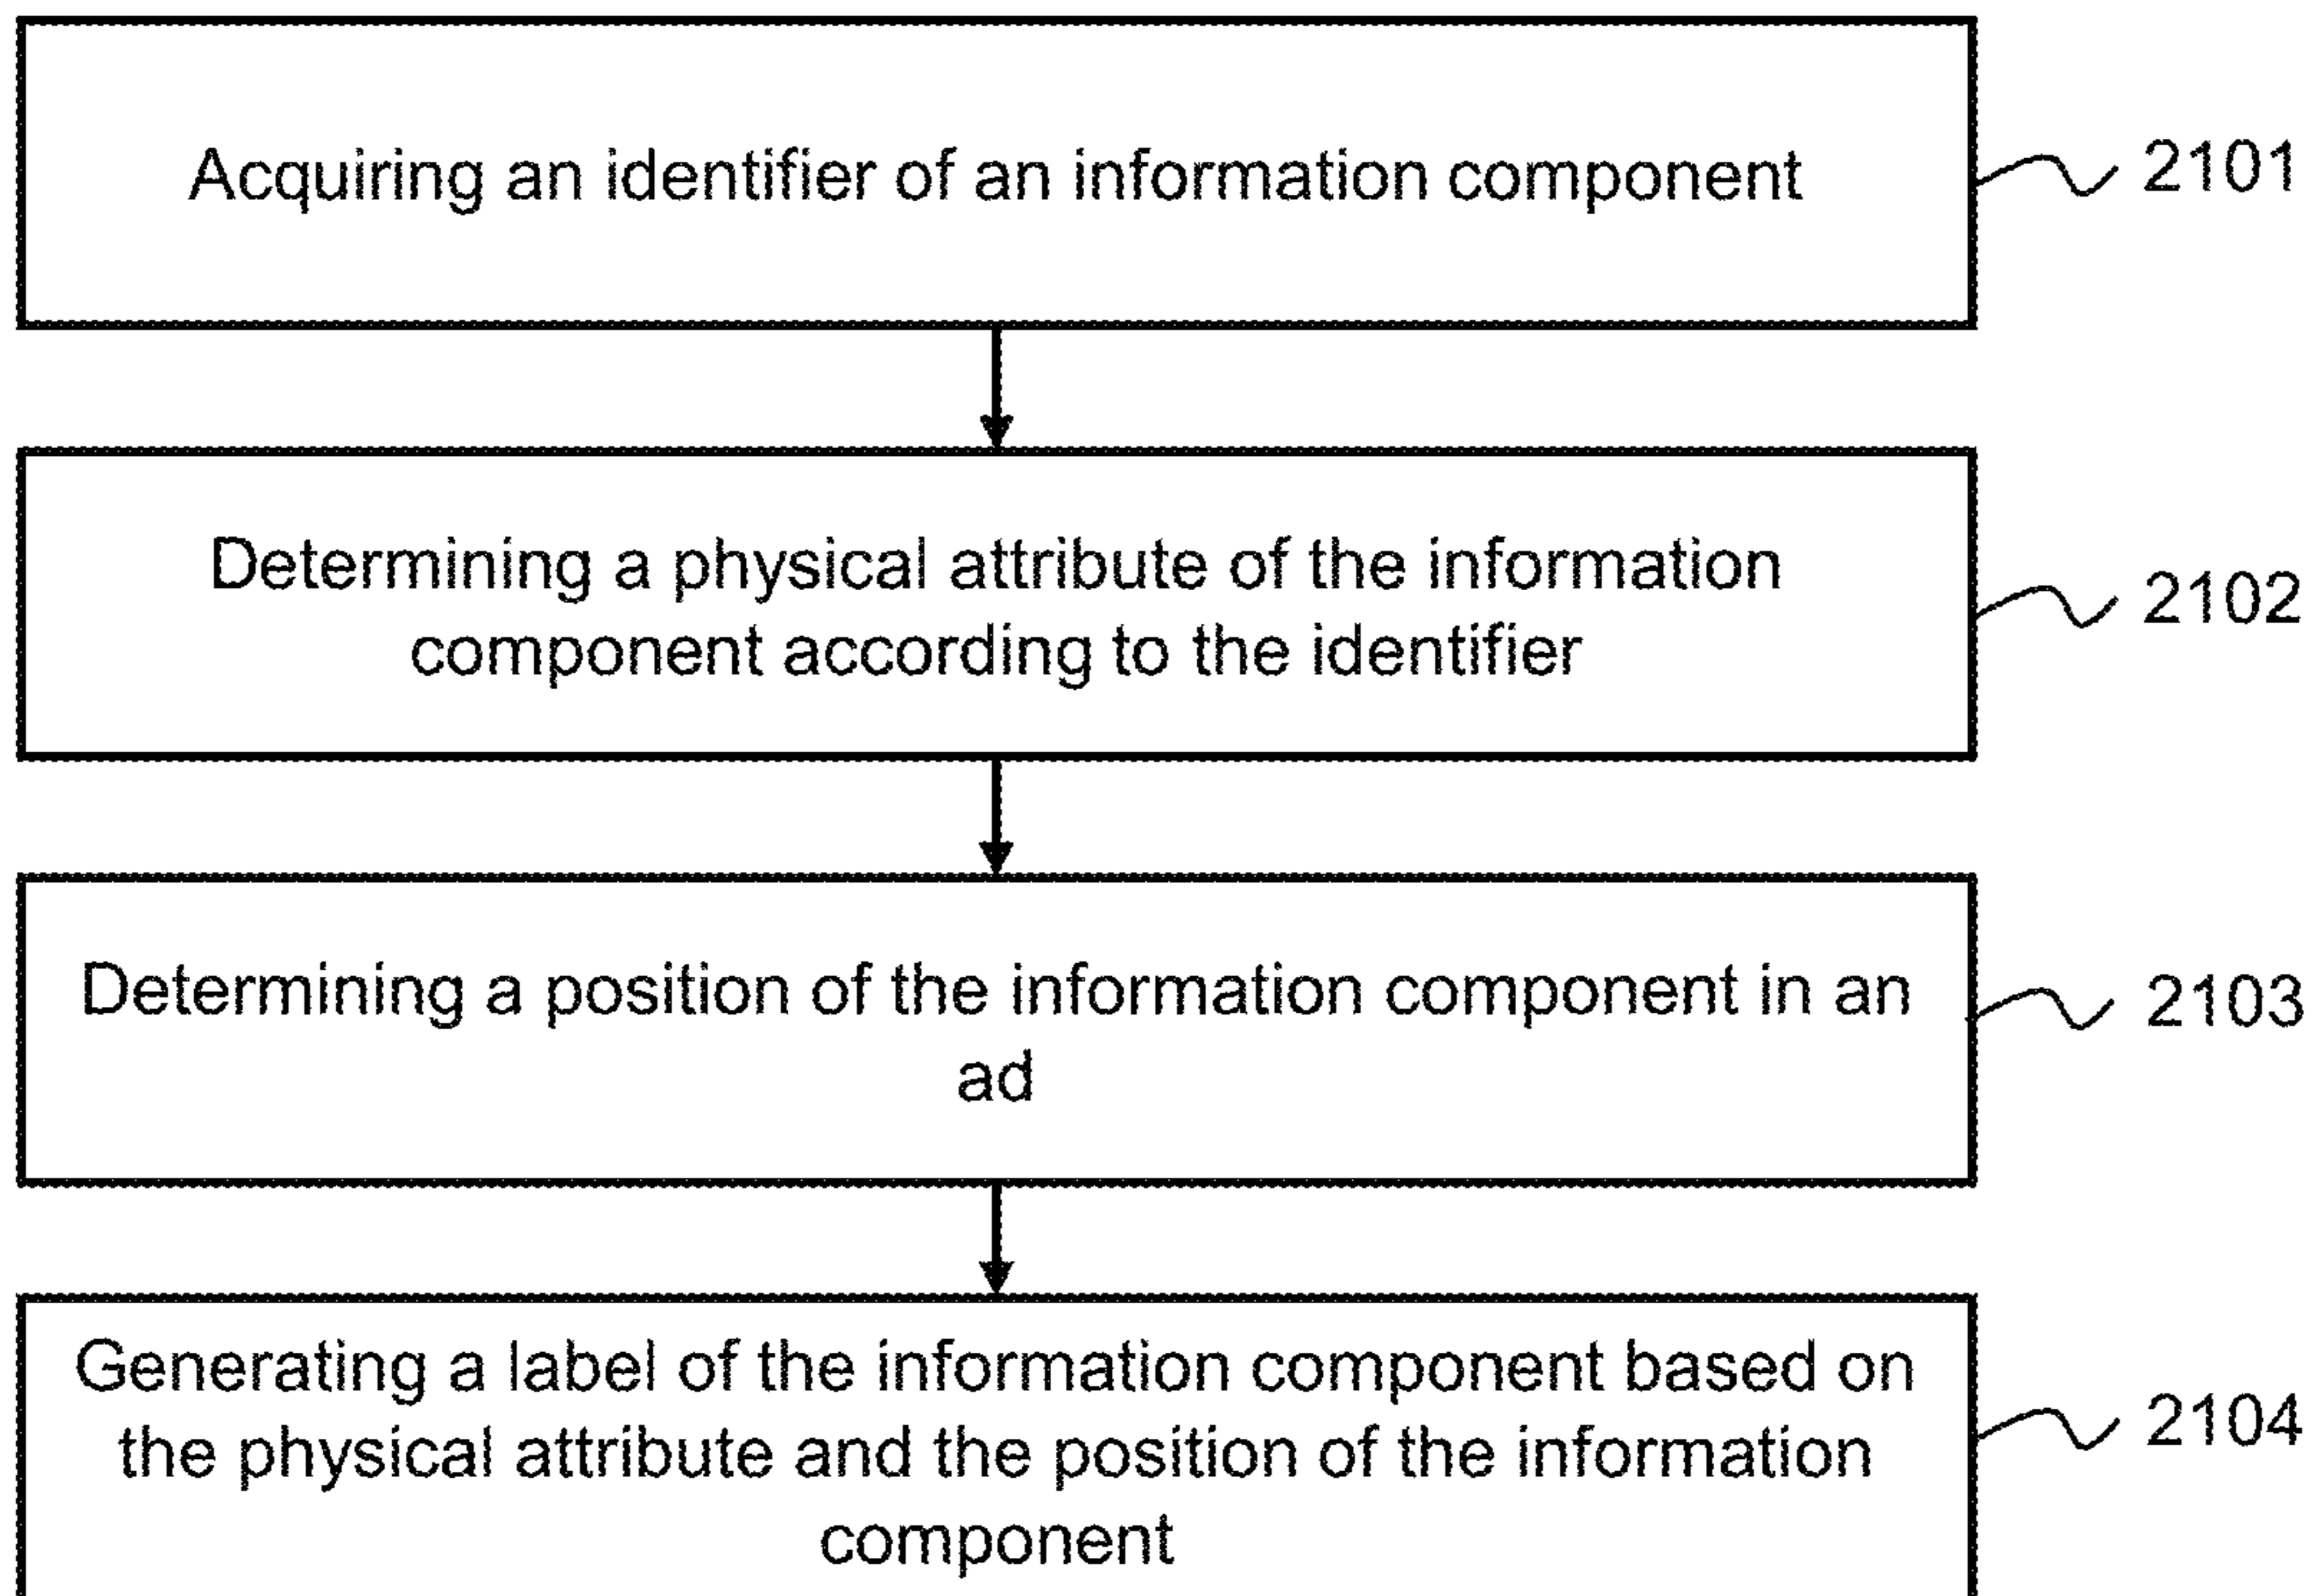 Acquiring an identifier of an information component
2101
Determining a physical attribute of the information
component according to the identifier
2102
Determining a position of the information component in an
ad
2103
Generating a label of the information component based on
the physical attribute and the position of the information
component
2104